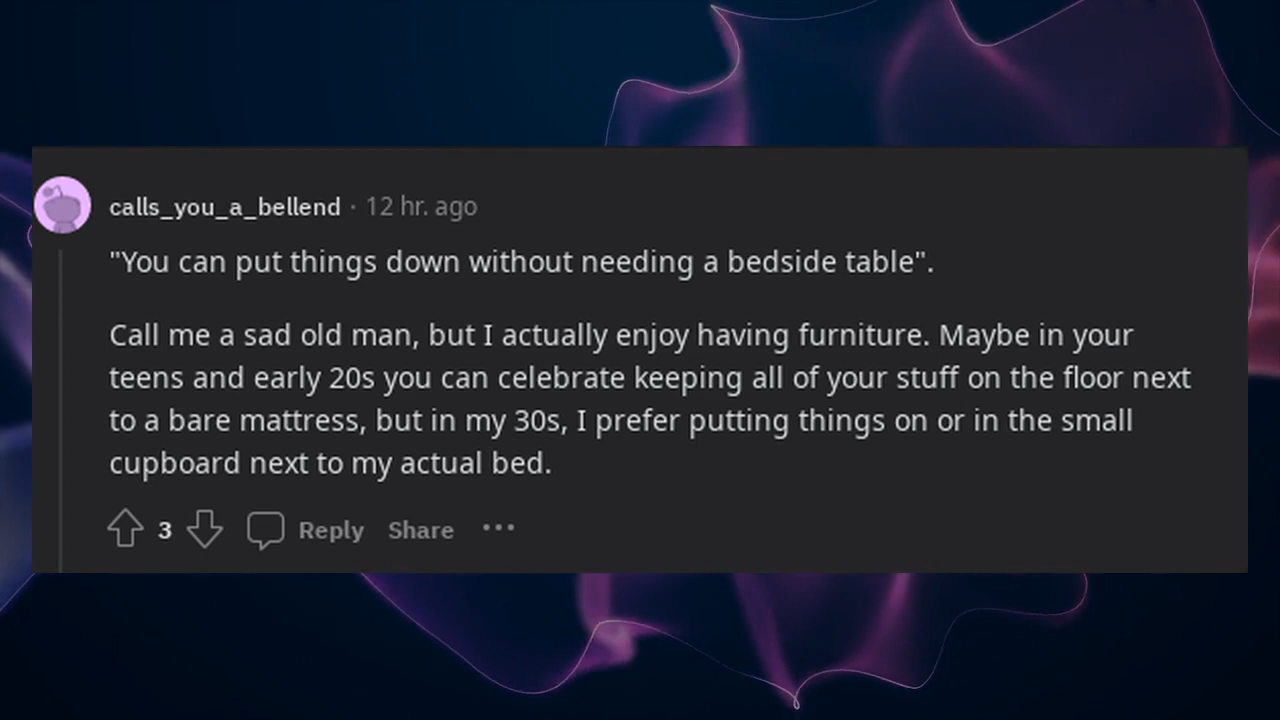 calls_you_a_bellend · 12 hr. ago
"You can put things down without needing a bedside table".
Call me a sad old man, but I actually enjoy having furniture. Maybe in your
teens and early 20s you can celebrate keeping all of your stuff on the floor next
to a bare mattress, but in my 30s, I prefer putting things on or in the small
cupboard next to my actual bed.
3 Reply Share